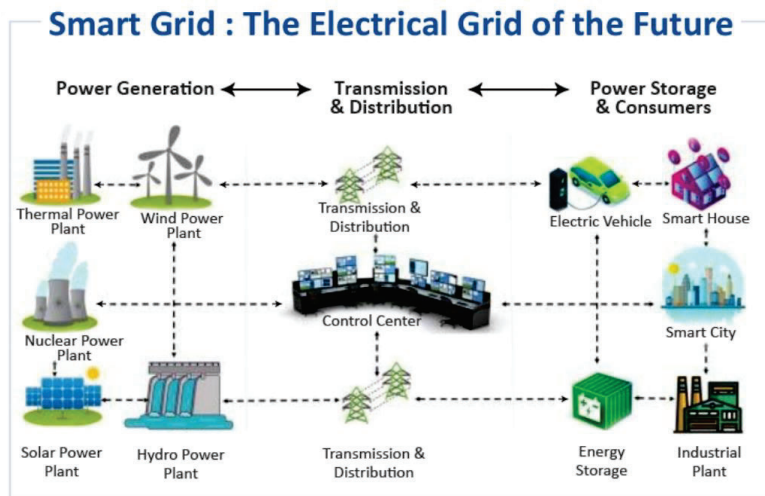 Smart Grid : The Electrical Grid of the Future
Power Generation
Transmission
& Distribution
Power Storage
& Consumers
Thermal Power
Plant
Wind Power
Plant
Transmission &
Distribution
Electric Vehicle
Smart House
Nuclear Power
Plant
Control Center
Smart City
Solar Power
Plant
Hydro Power
Plant
Transmission &
Distribution
Energy
Storage
Industrial
Plant